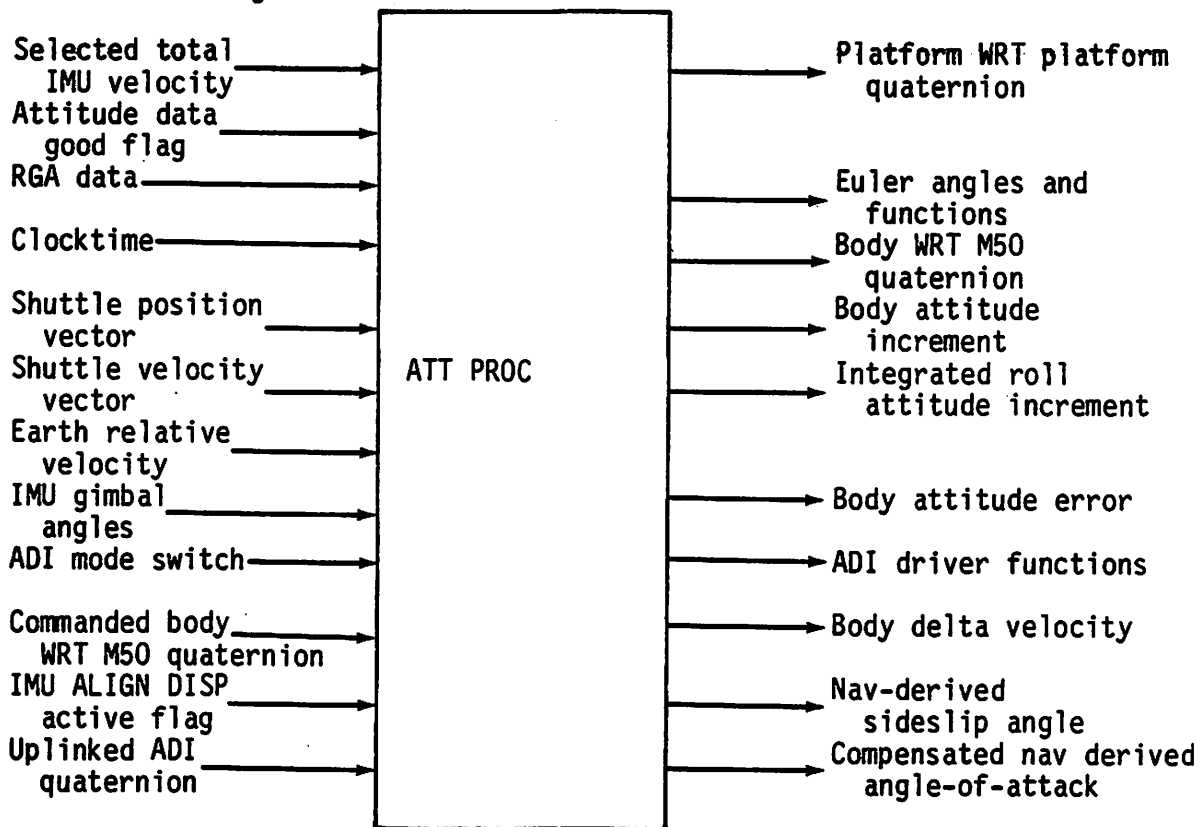 Selected total
IMU velocity
Attitude data
good flag
RGA data
Clocktime
Shuttle position
vector
Shuttle velocity
vector
Earth relative
velocity
IMU gimbal
angles
ADI mode switch
Commanded body
WRT M50 quaternion
IMU ALIGN DISP
active flag
Uplinked ADI
quaternion
ATT PROC
Platform WRT platform
quaternion
Euler angles and
functions
Body WRT M50
quaternion
Body attitude
increment
Integrated roll
attitude increment
Body attitude error
ADI driver functions
Body delta velocity
Nav-derived
sideslip angle
Compensated nav derived
angle-of-attack